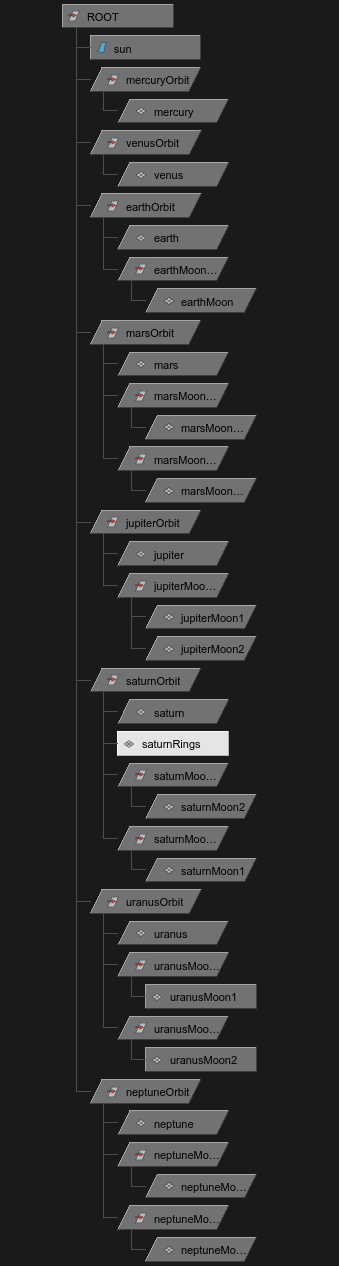 ROOT
sun
mercuryOrbit
mercury
venusOrbit
venus
earthOrbit
earth
earthMoon...
earthMoon
marsOrbit
mars
marsMoon...
marsMoon...
marsMoon...
marsMoon...
jupiterOrbit
jupiter
jupiterMoo...
jupiterMoon1
jupiterMoon2
saturnOrbit
saturn
saturnRings
saturnMoo...
saturnMoon2
saturnMoo...
saturnMoon1
uranusOrbit
uranus
uranusMoo...
uranusMoon1
uranusMoo...
uranusMoon2
neptuneOrbit
neptune
neptuneMo...
neptuneMo...
neptuneMo...
neptuneMo...